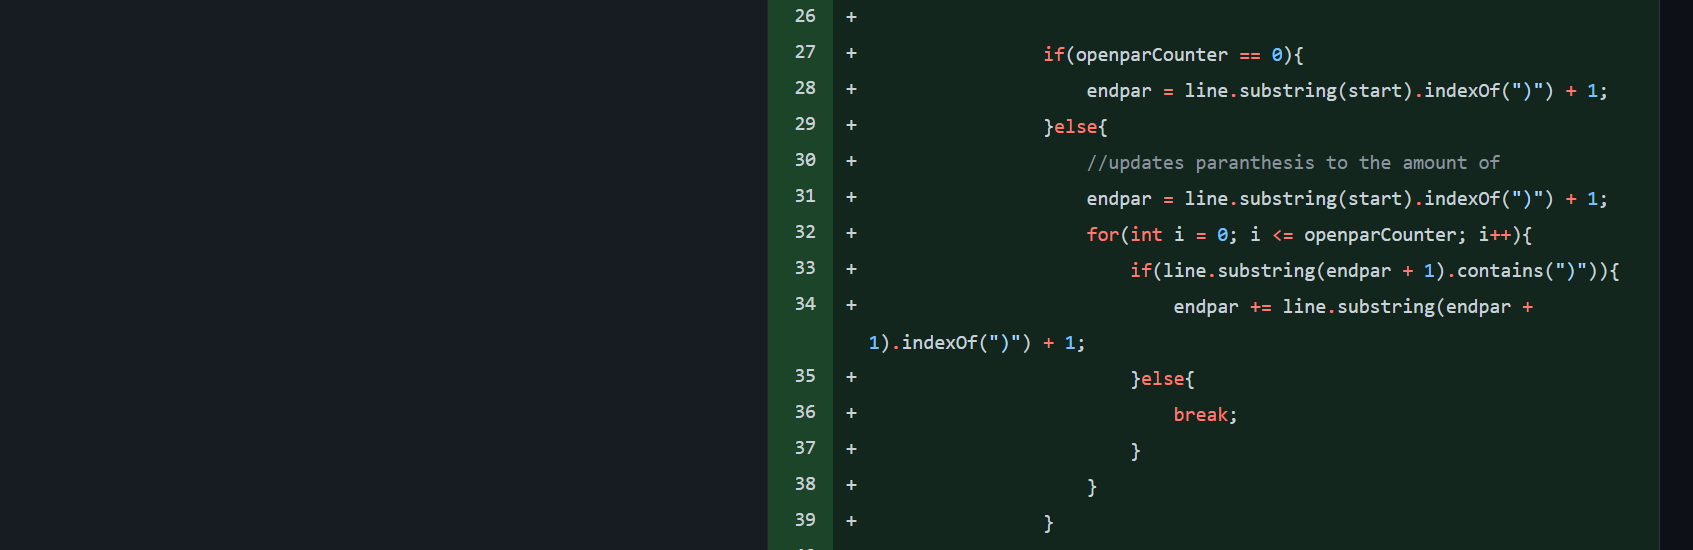 26 +
27 + if(openparCounter == 0){
28 + endpar = line.substring(start).indexOf(")") + 1;
29 + }else{
30 + //updates paranthesis to the amount of
31 + endpar = line.substring(start).indexOf(")") + 1;
32 + for(int i = 0; i <= openparCounter; i++){
33 + if(line.substring(endpar + 1).contains(")")){
34 + endpar += line.substring(endpar +
1).indexOf(")") + 1;
35 + }else{
36 + break;
37 + }
38 + }
39 + }